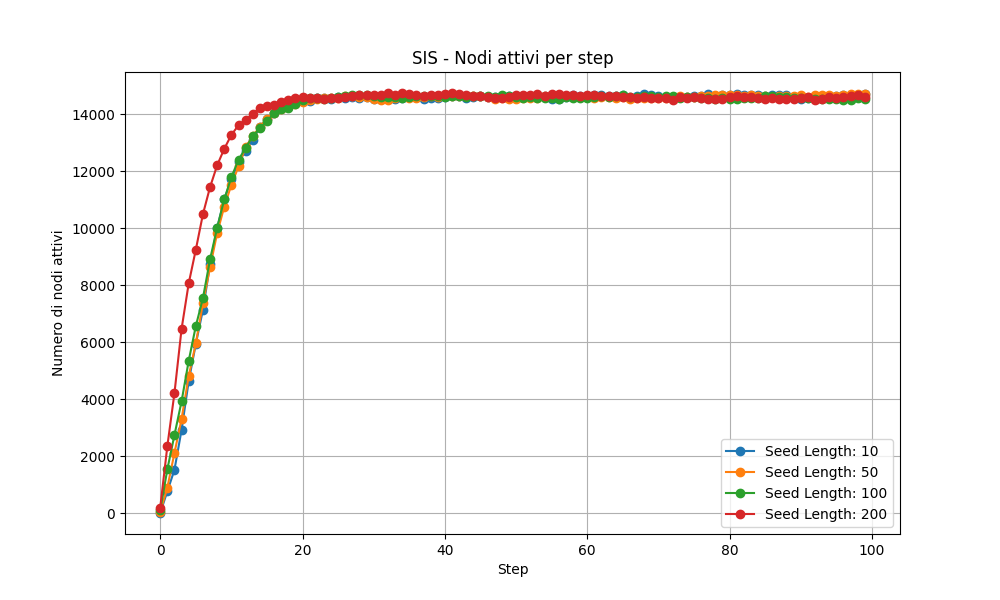 SIS - Nodi attivi per step
Numero di nodi attivi
14000
12000
10000
8000
6000
4000
2000
0
0 20 40 60 80 100
Step
Seed Length: 10
Seed Length: 50
Seed Length: 100
Seed Length: 200